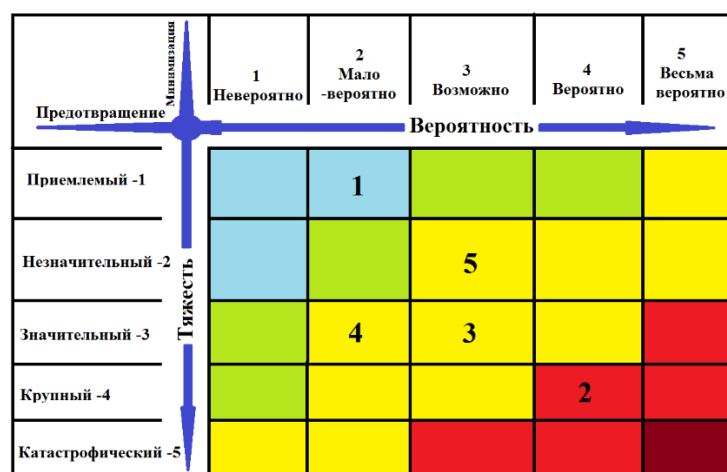 Минимизация
1
Невероятно
2
Мало
-вероятно
3
Возможно
4
Вероятно
5
Весьма
вероятно
Предотвращение
Вероятность
Тяжесть
Приемлемый -1
1
Незначительный -2
5
Значительный -3
4
3
Крупный -4
2
Катастрофический -5